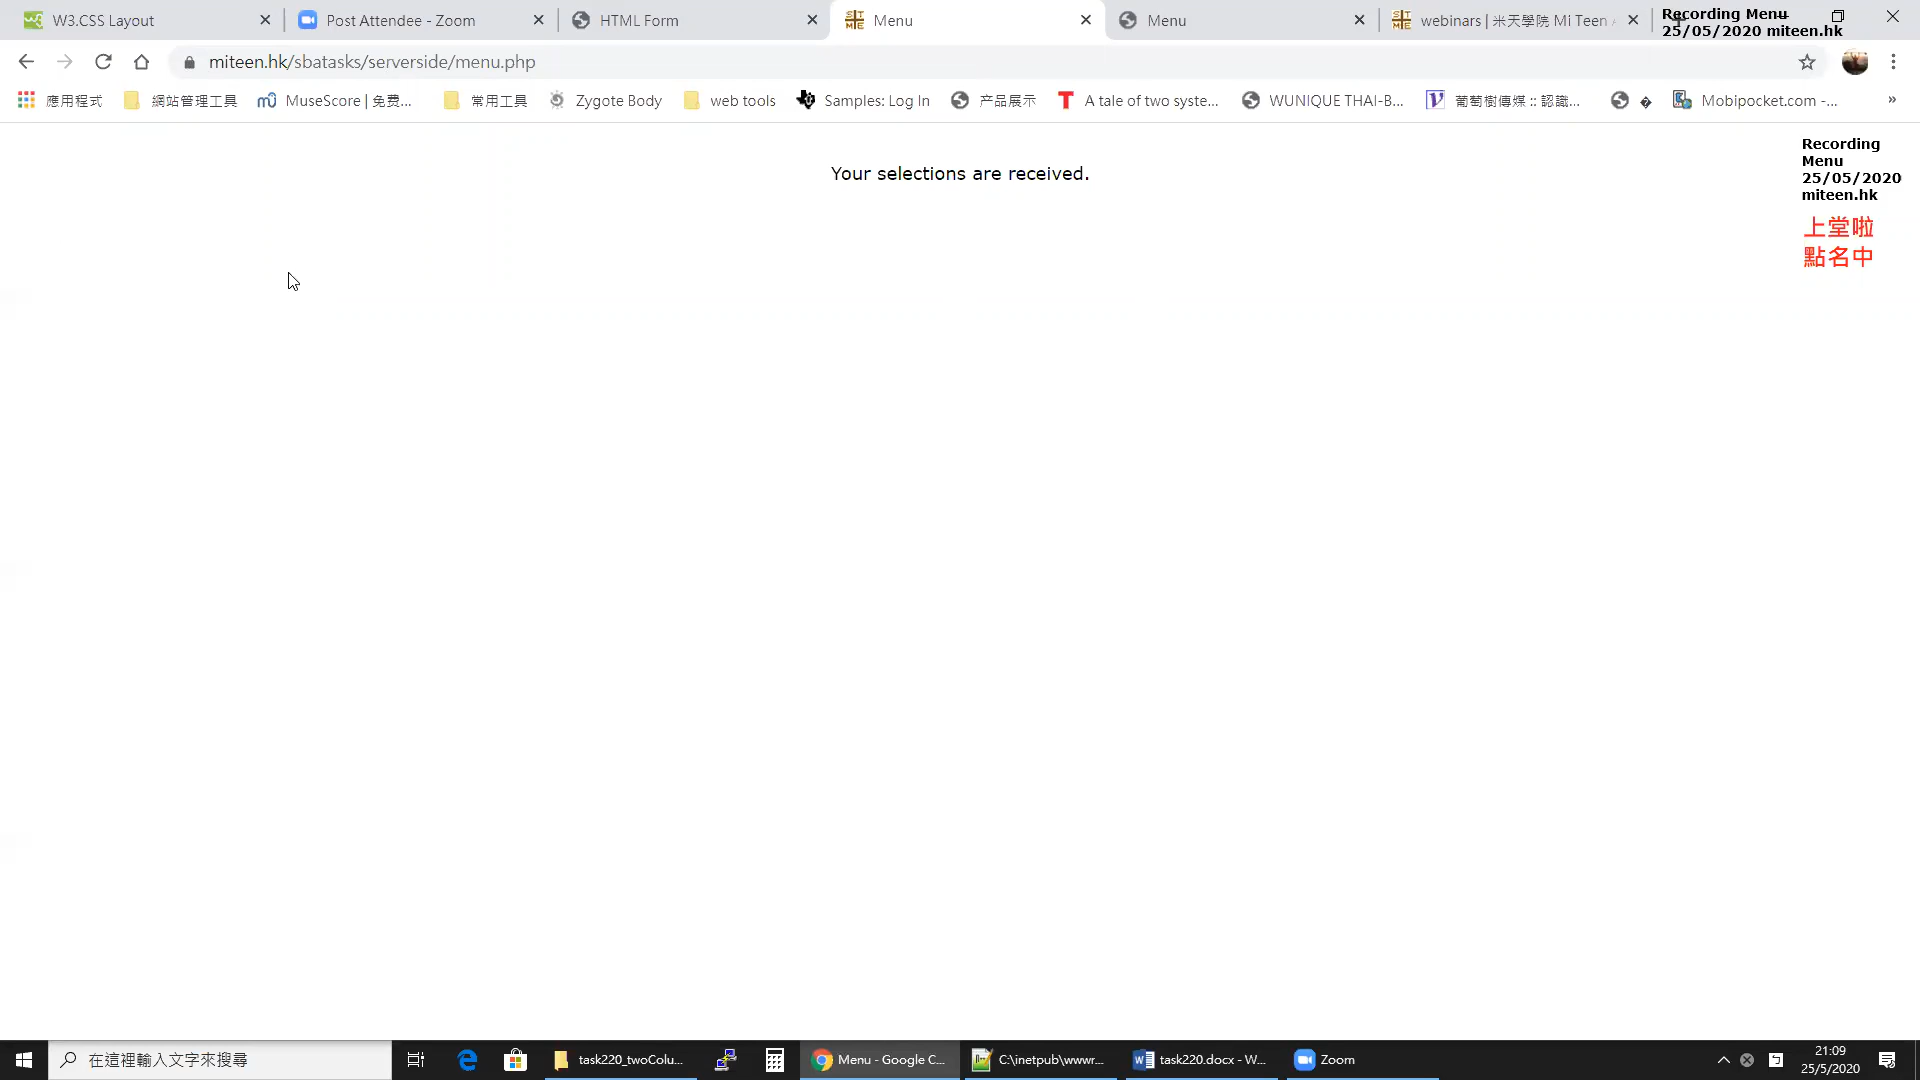 W3.CSS Layout
Post Attendee - Zoom
HTML Form
Menu
Menu
webinars | 米天學院 Mi Teen
Recording Menu
25/05/2020 miteen.hk
miteen.hk/sbatasks/serverside/menu.php
應用程式
網站管理工具
MuseScore | 免費...
常用工具
Zygote Body
web tools
Samples: Log In
产品展示
A tale of two syste...
WUNIQUE THAI-B...
葡萄樹傳媒 :: 認識...
Mobipocket.com -...
»
Your selections are received.
Recording
Menu
25/05/2020
miteen.hk
上堂啦
點名中
在這裡輸入文字來搜尋
task220_twoColu...
Menu - Google C...
C:\inetpub\wwwr...
task220.docx - W...
Zoom
21:09
25/5/2020